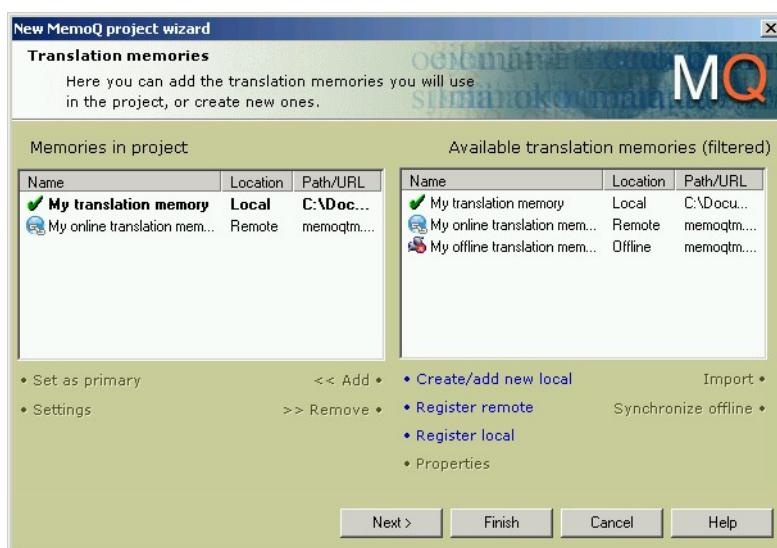 New MemoQ project wizard
Translation memories
Here you can add the translation memories you will use
in the project, or create new ones.
MQ
Memories in project
Name Location Path/URL
My translation memory Local C:\Doc...
My online translation mem... Remote memoqtm....
• Set as primary << Add •
• Settings >> Remove •
Available translation memories (filtered)
Name Location Path/URL
My translation memory Local C:\Docu...
My online translation mem... Remote memoqtm....
My offline translation mem... Offline memoqtm....
• Create/add new local Import •
• Register remote Synchronize offline •
• Register local
• Properties
Next > Finish Cancel Help